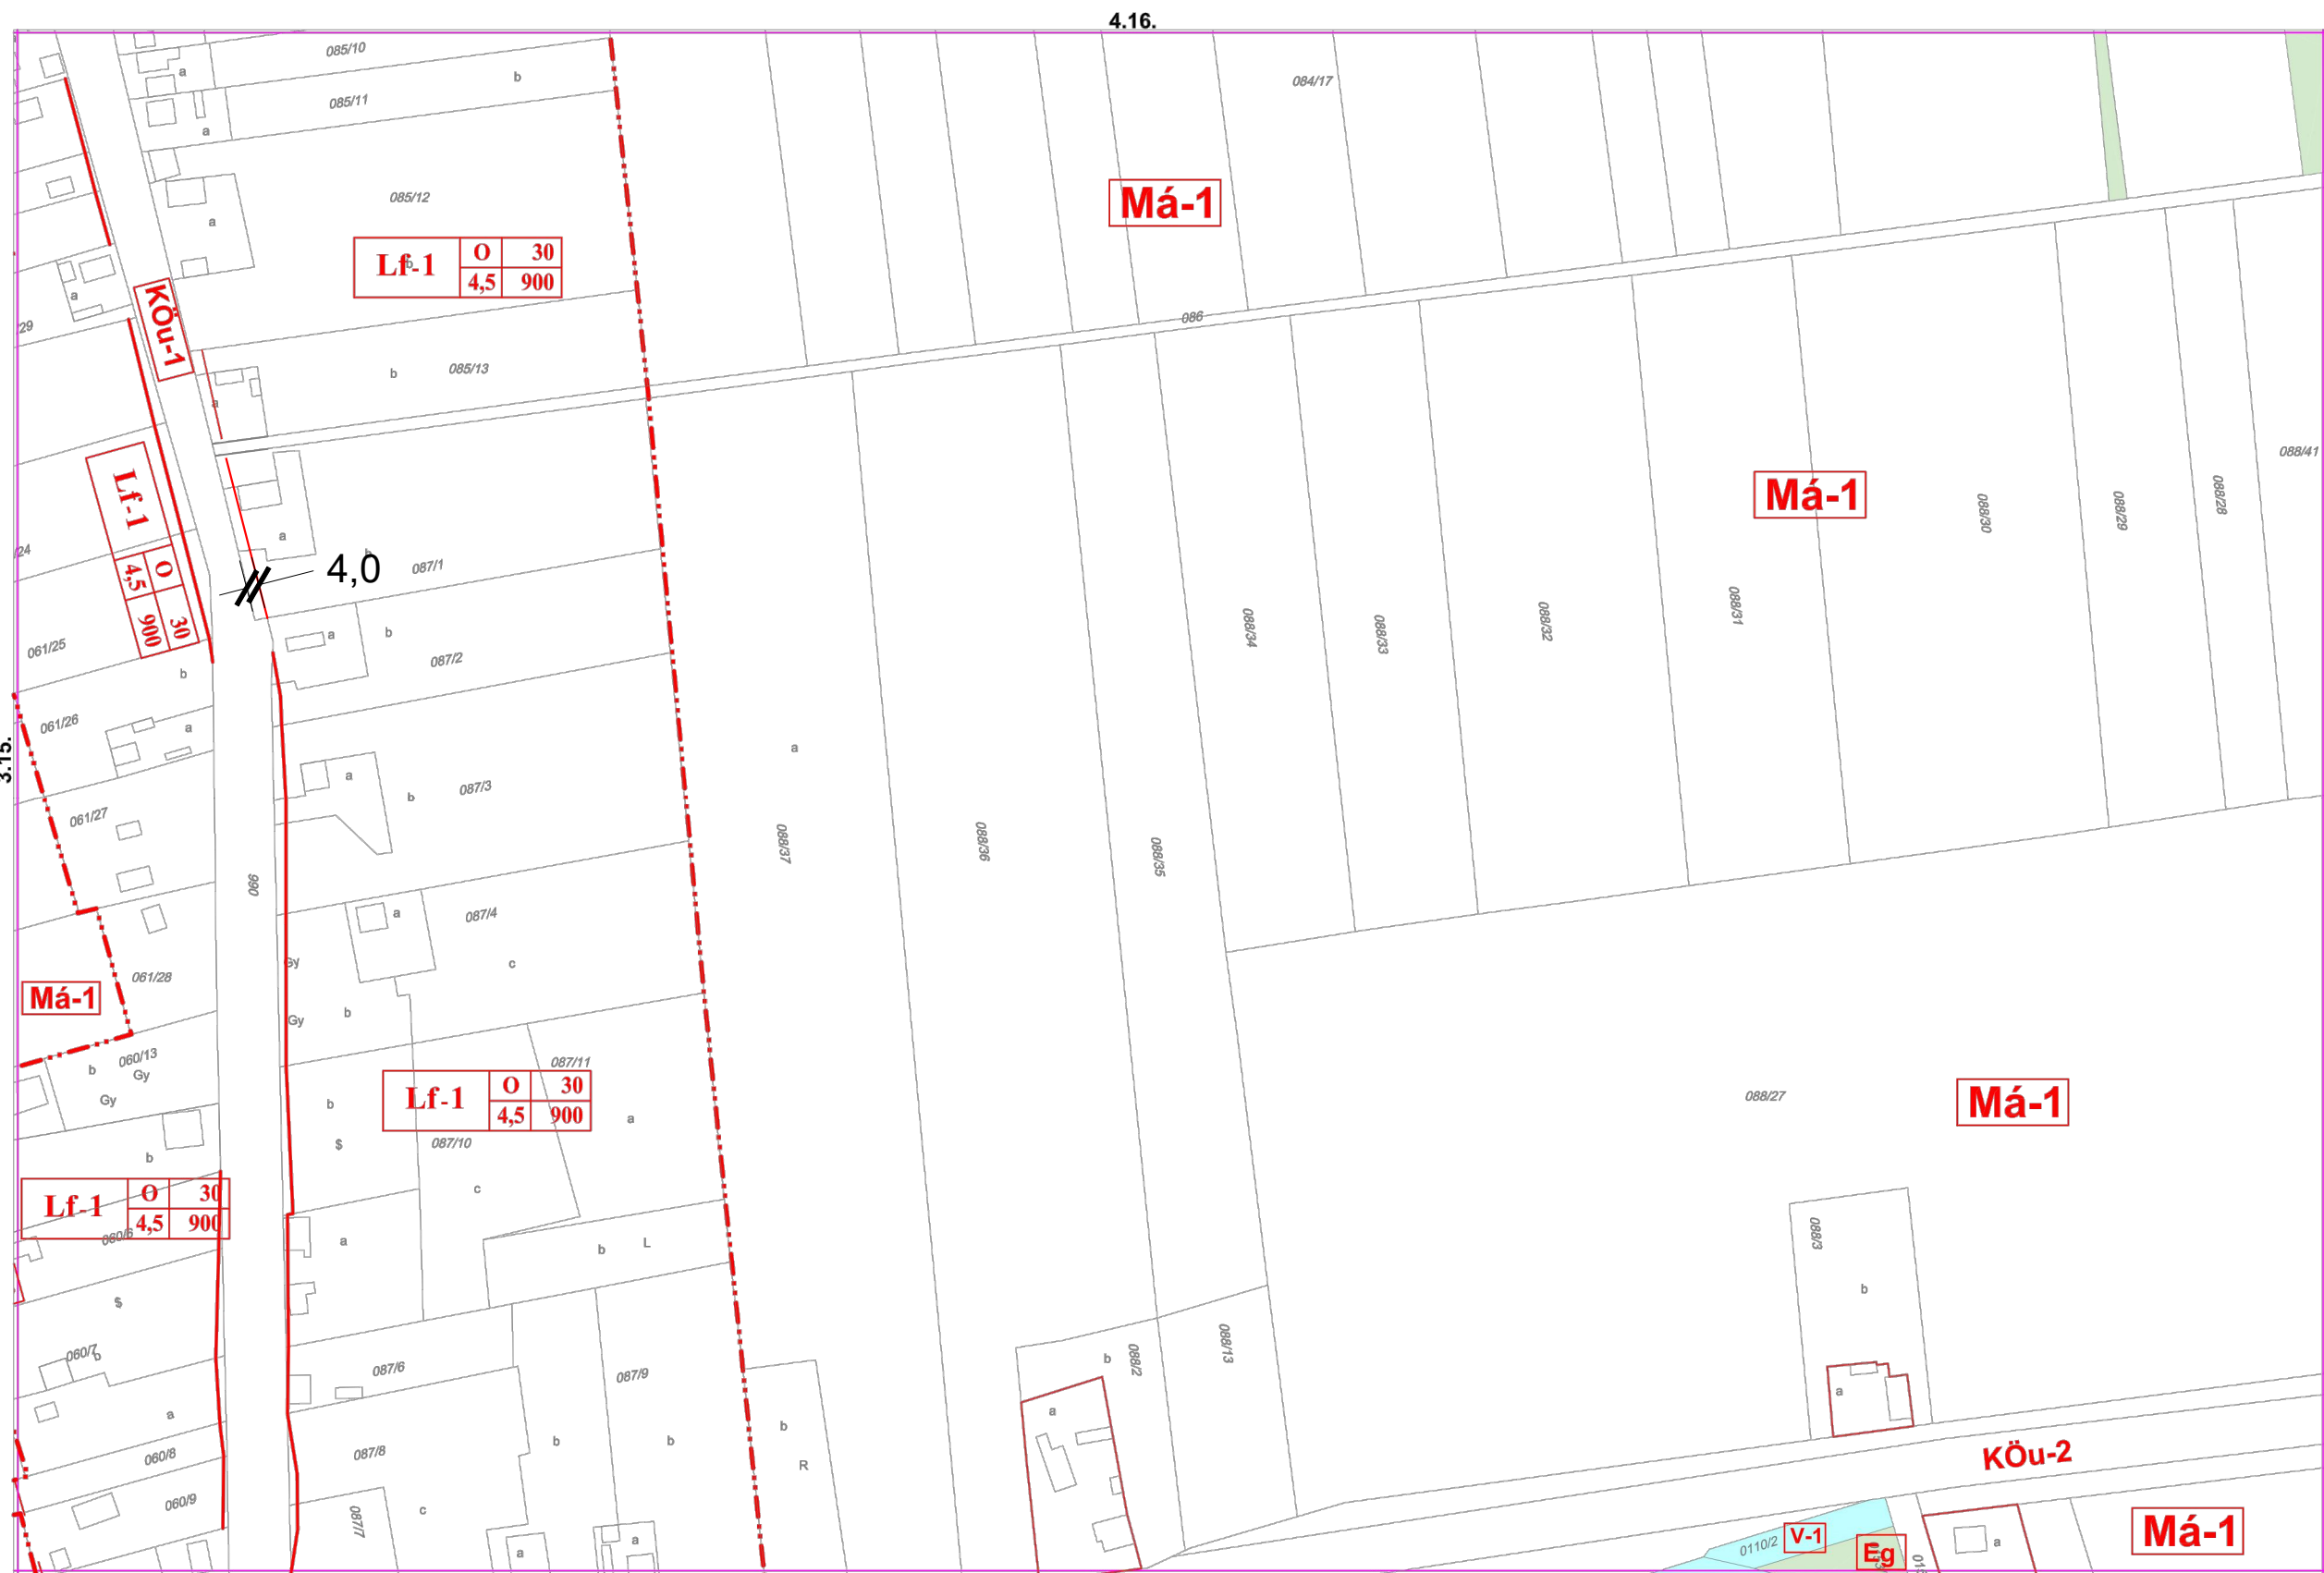 4.16.
085/10
b
a
084/17
085/11
a
085/12
Má-1
a
Lf-1 O 30
4,5 900
b
a
KÖu-1
086
29
b
085/13
a
088/41
Lf-1 O 30
4,5 900
Má-1
088/30
088/29
088/28
a
b
4,0
087/1
/24
088/34
088/33
088/32
088/31
061/25
a
b
087/2
b
061/26
a
3.15.
a
a
b
087/3
061/27
088/37
088/36
088/35
066
a
087/4
Gy
c
061/28
Má-1
Gy
b
060/13
b
Gy
Gy
087/11
Lf-1 O 30
4,5 900
088/27
Má-1
b
a
$
087/10
b
c
Lf-1 O 30
4,5 900
060/6
a
b
L
088/3
b
$
060/7
b
087/6
087/9
b
088/2
088/13
a
a
a
b
b
b
087/8
060/8
R
KÖu-2
060/9
087/7
c
0110/2
V-1
Eg
a
a
a
Má-1